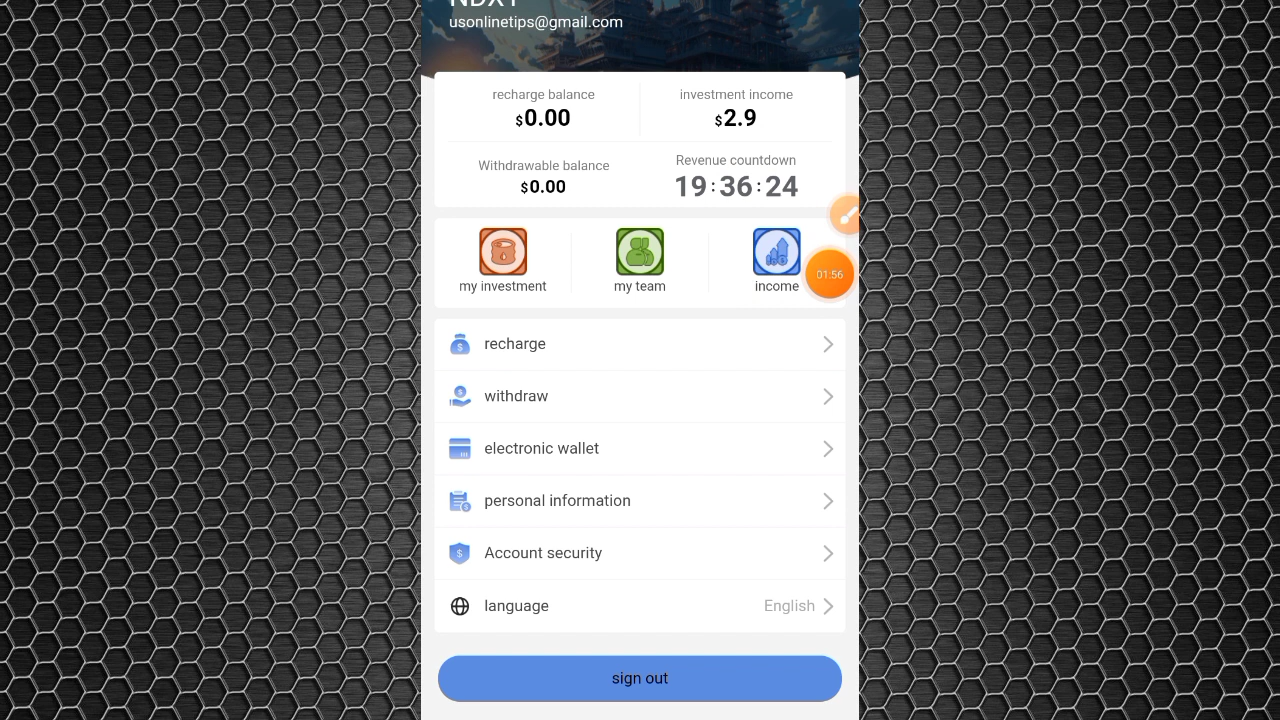 usonlinetips@gmail.com
recharge balance
$0.00
investment income
$2.9
Withdrawable balance
$0.00
Revenue countdown
19:36:24
my investment
my team
income
01:56
recharge
withdraw
electronic wallet
personal information
Account security
language English
sign out